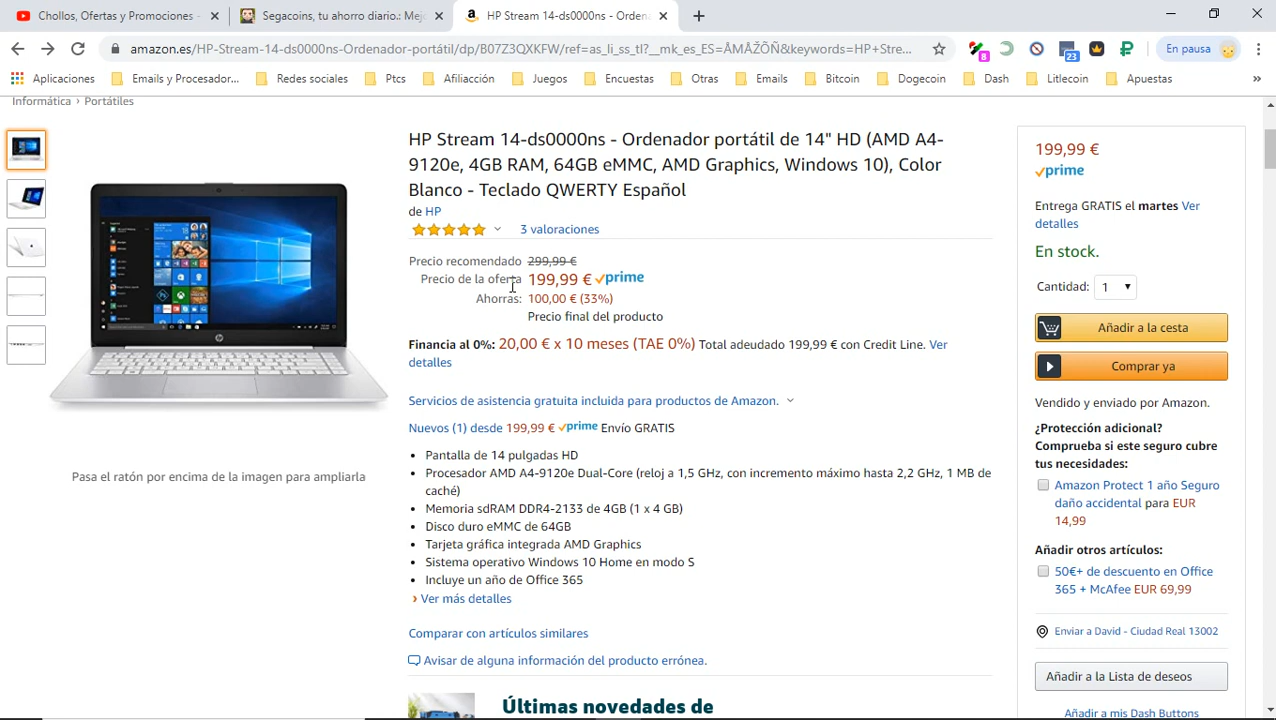 Chollos, Ofertas y Promociones -
Segacoins, tu ahorro diario.: Mej
HP Stream 14-ds0000ns - Ordena
amazon.es/HP-Stream-14-ds0000ns-Ordenador-portátil/dp/B07Z3QXKFW/ref=as_li_ss_tl?__mk_es_ES=ÅMÅŽÕÑ&keywords=HP+Stre...
8
23
En pausa
Aplicaciones
Emails y Procesador...
Redes sociales
Ptcs
Afiliacción
Juegos
Encuestas
Otras
Emails
Bitcoin
Dogecoin
Dash
Litlecoin
Apuestas
»
Informática › Portátiles
HP Stream 14-ds0000ns - Ordenador portátil de 14" HD (AMD A4-
9120e, 4GB RAM, 64GB eMMC, AMD Graphics, Windows 10), Color
Blanco - Teclado QWERTY Español
de HP
3 valoraciones
Precio recomendado 299,99 €
Precio de la oferta 199,99 € prime
Ahorras: 100,00 € (33%)
Precio final del producto
Financia al 0%: 20,00 € x 10 meses (TAE 0%) Total adeudado 199,99 € con Credit Line. Ver
detalles
Servicios de asistencia gratuita incluida para productos de Amazon.
Nuevos (1) desde 199,99 € prime Envío GRATIS
• Pantalla de 14 pulgadas HD
• Procesador AMD A4-9120e Dual-Core (reloj a 1,5 GHz, con incremento máximo hasta 2,2 GHz, 1 MB de
caché)
• Memoria sdRAM DDR4-2133 de 4GB (1 x 4 GB)
• Disco duro eMMC de 64GB
• Tarjeta gráfica integrada AMD Graphics
• Sistema operativo Windows 10 Home en modo S
• Incluye un año de Office 365
› Ver más detalles
Comparar con artículos similares
Avisar de alguna información del producto errónea.
Últimas novedades de
Pasa el ratón por encima de la imagen para ampliarla
199,99 €
prime
Entrega GRATIS el martes Ver
detalles
En stock.
Cantidad: 1
Añadir a la cesta
Comprar ya
Vendido y enviado por Amazon.
¿Protección adicional?
Comprueba si este seguro cubre
tus necesidades:
Amazon Protect 1 año Seguro
daño accidental para EUR
14,99
Añadir otros artículos:
50€+ de descuento en Office
365 + McAfee EUR 69,99
Enviar a David - Ciudad Real 13002
Añadir a la Lista de deseos
Añadir a mis Dash Buttons